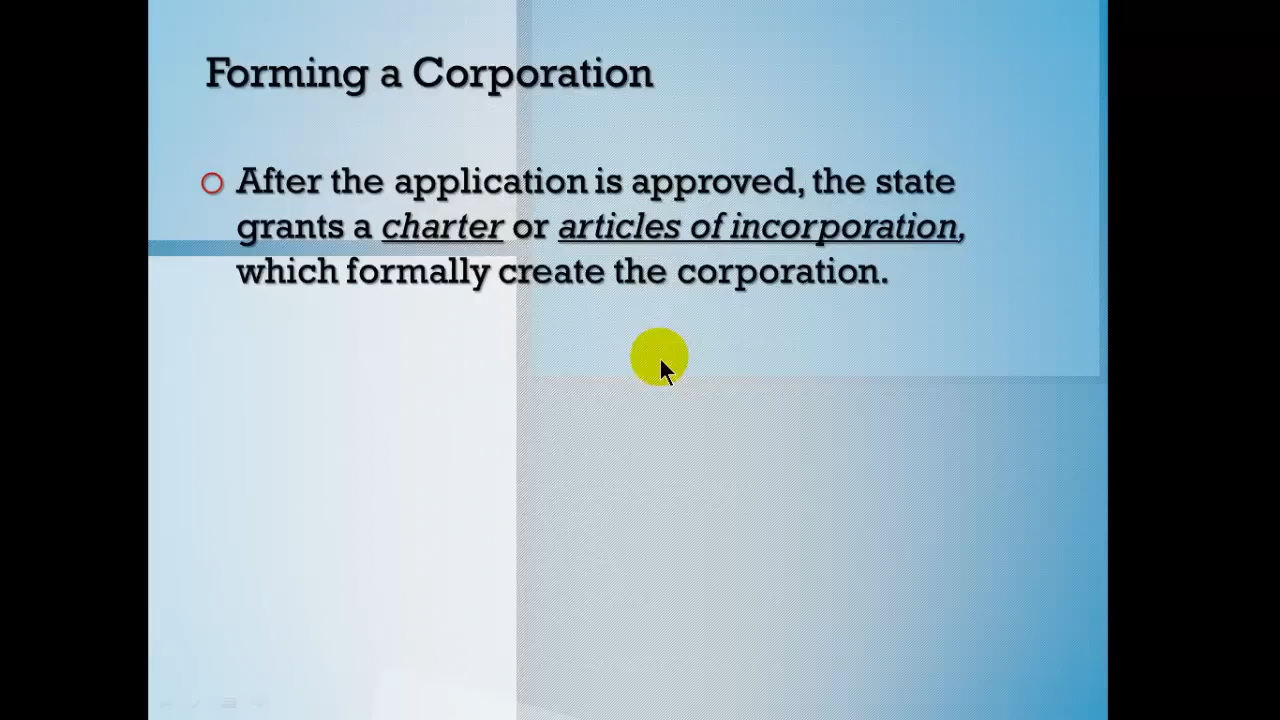 Forming a Corporation
After the application is approved, the state
grants a charter or articles of incorporation,
which formally create the corporation.